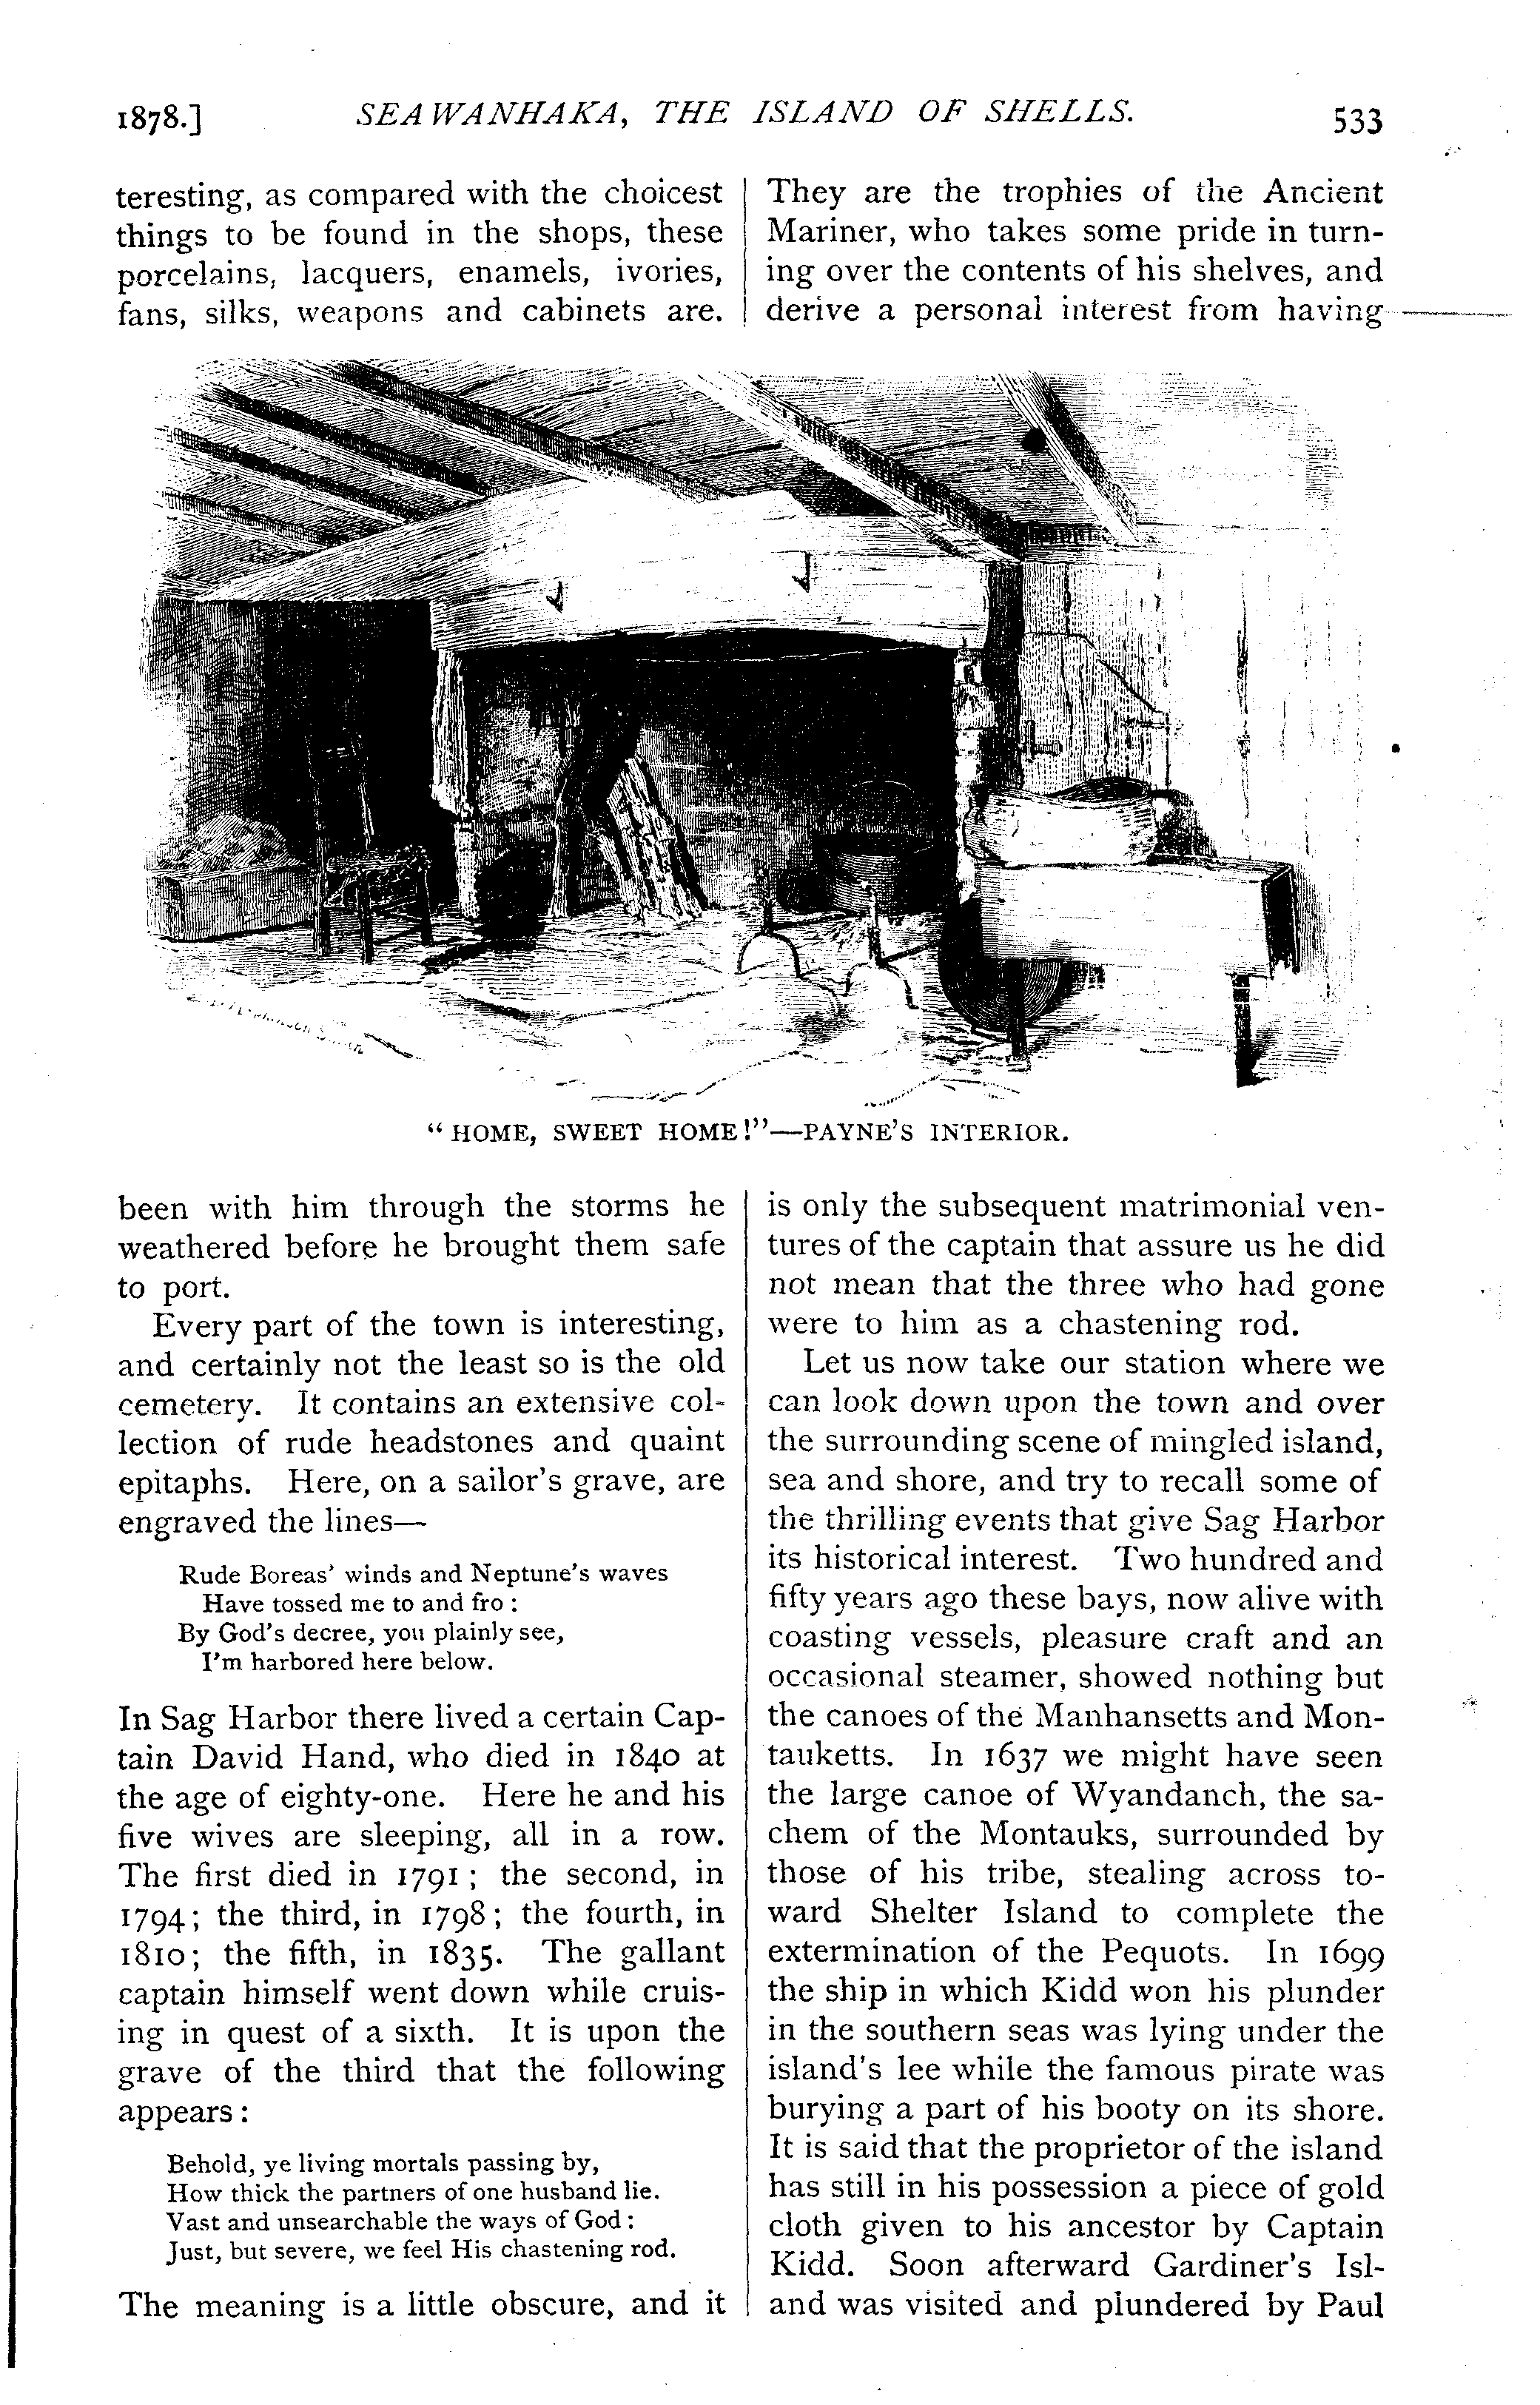 1878.] SEAWANHAKA, THE ISLAND OF SHELLS. 533
teresting, as compared with the choicest
things to be found in the shops, these
porcelains, lacquers, enamels, ivories,
fans, silks, weapons and cabinets are.
They are the trophies of the Ancient
Mariner, who takes some pride in turn-
ing over the contents of his shelves, and
derive a personal interest from having
“HOME, SWEET HOME!”—PAYNE'S INTERIOR.
been with him through the storms he
weathered before he brought them safe
to port.
Every part of the town is interesting,
and certainly not the least so is the old
cemetery. It contains an extensive col-
lection of rude headstones and quaint
epitaphs. Here, on a sailor's grave, are
engraved the lines—
Rude Boreas' winds and Neptune's waves
Have tossed me to and fro :
By God's decree, you plainly see,
I'm harbored here below.
In Sag Harbor there lived a certain Cap-
tain David Hand, who died in 1840 at
the age of eighty-one. Here he and his
five wives are sleeping, all in a row.
The first died in 1791 ; the second, in
1794; the third, in 1798; the fourth, in
1810; the fifth, in 1835. The gallant
captain himself went down while cruis-
ing in quest of a sixth. It is upon the
grave of the third that the following
appears :
Behold, ye living mortals passing by,
How thick the partners of one husband lie.
Vast and unsearchable the ways of God :
Just, but severe, we feel His chastening rod.
The meaning is a little obscure, and it
is only the subsequent matrimonial ven-
tures of the captain that assure us he did
not mean that the three who had gone
were to him as a chastening rod.
Let us now take our station where we
can look down upon the town and over
the surrounding scene of mingled island,
sea and shore, and try to recall some of
the thrilling events that give Sag Harbor
its historical interest. Two hundred and
fifty years ago these bays, now alive with
coasting vessels, pleasure craft and an
occasional steamer, showed nothing but
the canoes of the Manhansetts and Mon-
tauketts. In 1637 we might have seen
the large canoe of Wyandanch, the sa-
chem of the Montauks, surrounded by
those of his tribe, stealing across to-
ward Shelter Island to complete the
extermination of the Pequots. In 1699
the ship in which Kidd won his plunder
in the southern seas was lying under the
island's lee while the famous pirate was
burying a part of his booty on its shore.
It is said that the proprietor of the island
has still in his possession a piece of gold
cloth given to his ancestor by Captain
Kidd. Soon afterward Gardiner's Isl-
and was visited and plundered by Paul